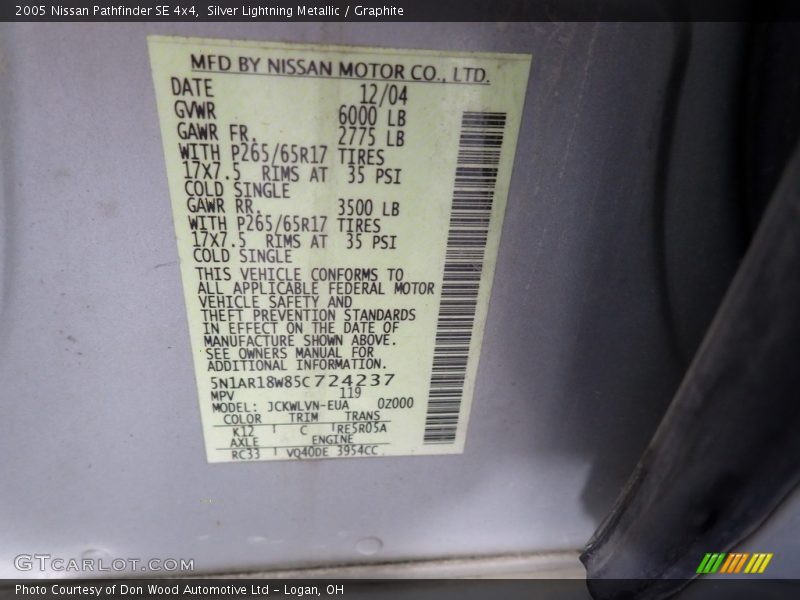 2005 Nissan Pathfinder SE 4x4,  Silver Lightning Metallic / Graphite
MFD BY NISSAN MOTOR CO., LTD.
DATE 12/04
GVWR 6000 LB
GAWR FR. 2775 LB
WITH P265/65R17 TIRES
17X7.5 RIMS AT 35 PSI
COLD SINGLE
GAWR RR. 3500 LB
WITH P265/65R17 TIRES
17X7.5 RIMS AT 35 PSI
COLD SINGLE
THIS VEHICLE CONFORMS TO
ALL APPLICABLE FEDERAL MOTOR
VEHICLE SAFETY AND
THEFT PREVENTION STANDARDS
IN EFFECT ON THE DATE OF
MANUFACTURE SHOWN ABOVE.
SEE OWNERS MANUAL FOR
ADDITIONAL INFORMATION.
5N1AR18W85C724237
MPV 119
MODEL: JCKWLVN-EUA 0Z000
COLOR TRIM TRANS
K12 C RE5R05A
AXLE ENGINE
RC33 VQ40DE 3954CC
GTCARLOT.COM
Photo Courtesy of Don Wood Automotive Ltd - Logan, OH